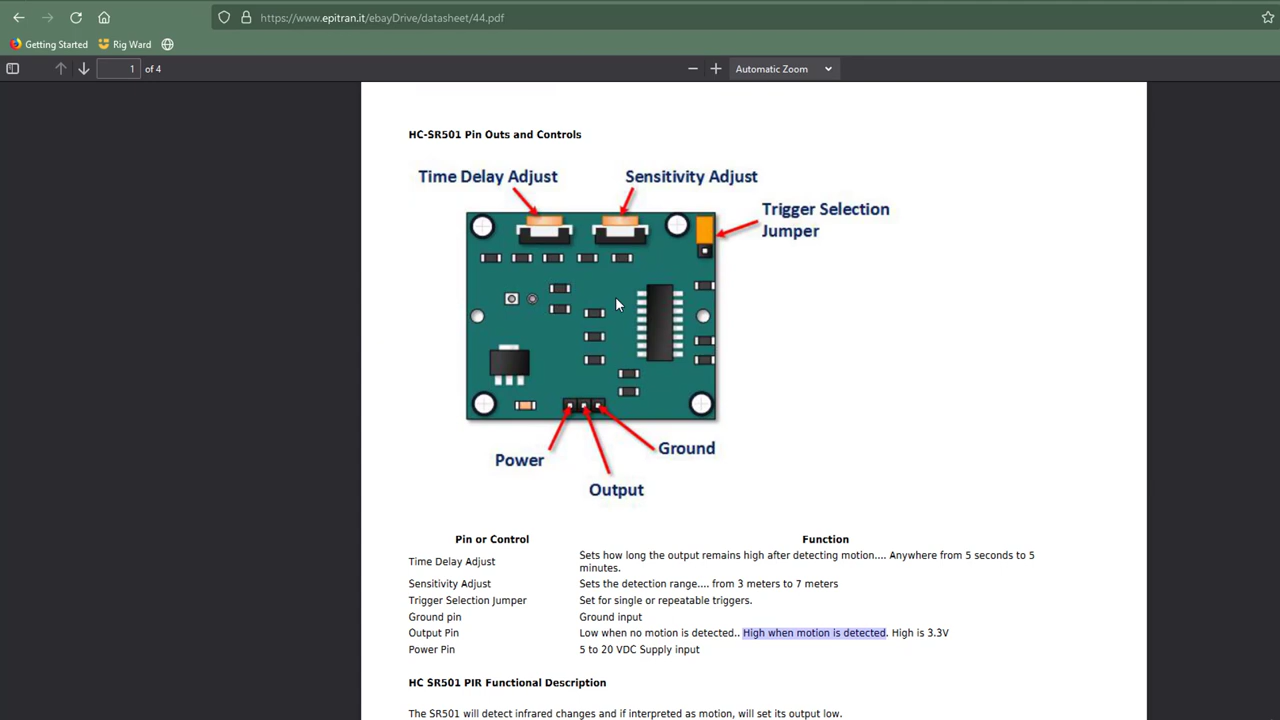 https://www.epitran.it/ebayDrive/datasheet/44.pdf
Getting Started
Rig Ward
1 of 4
Automatic Zoom
HC-SR501 Pin Outs and Controls
Time Delay Adjust
Sensitivity Adjust
Trigger Selection
Jumper
Power
Ground
Output
Pin or Control Function
Time Delay Adjust Sets how long the output remains high after detecting motion.... Anywhere from 5 seconds to 5
minutes.
Sensitivity Adjust Sets the detection range.... from 3 meters to 7 meters
Trigger Selection Jumper Set for single or repeatable triggers.
Ground pin Ground input
Output Pin Low when no motion is detected.. High when motion is detected. High is 3.3V
Power Pin 5 to 20 VDC Supply input
HC SR501 PIR Functional Description
The SR501 will detect infrared changes and if interpreted as motion, will set its output low.